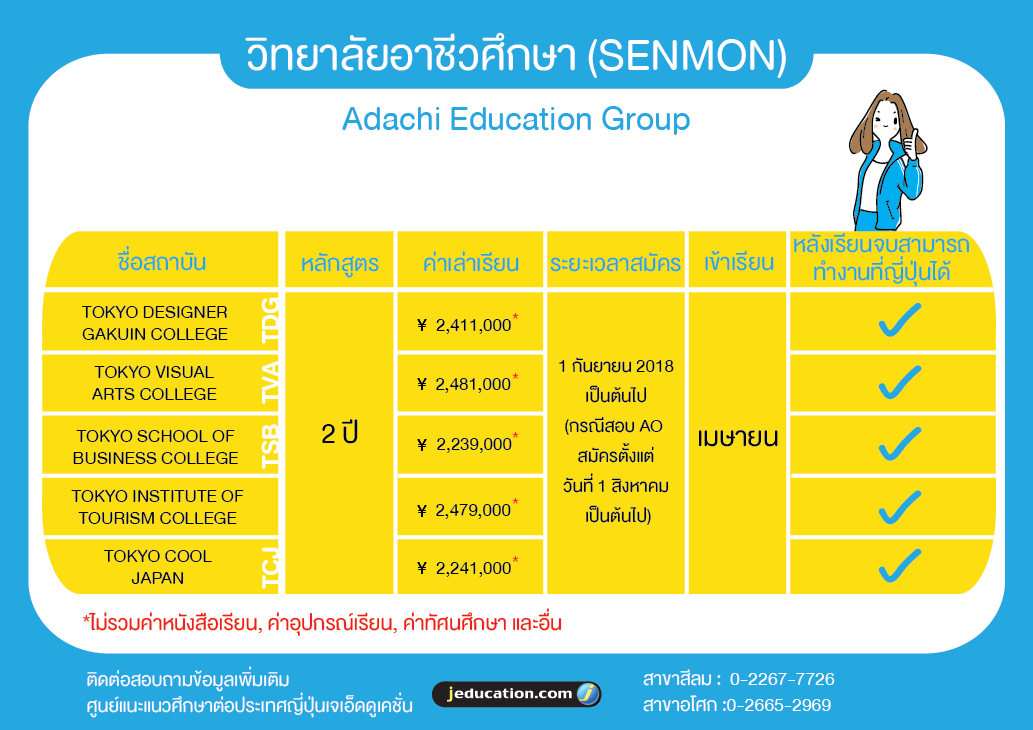 วิทยาลัยอาชีวศึกษา (SENMON)
Adachi Education Group
ชื่อสถาบัน
หลักสูตร
ค่าเล่าเรียน
ระยะเวลาสมัคร
เข้าเรียน
หลังเรียนจบสามารถ
ทำงานที่ญี่ปุ่นได้
TOKYO DESIGNER
GAKUIN COLLEGE
TDG
¥ 2,411,000*
TOKYO VISUAL
ARTS COLLEGE
TVA
¥ 2,481,000*
TOKYO SCHOOL OF
BUSINESS COLLEGE
TSB
¥ 2,239,000*
TOKYO INSTITUTE OF
TOURISM COLLEGE
¥ 2,479,000*
TOKYO COOL
JAPAN
TCJ
¥ 2,241,000*
2 ปี
1 กันยายน 2018
เป็นต้นไป
(กรณีสอบ AO
สมัครตั้งแต่
วันที่ 1 สิงหาคม
เป็นต้นไป)
เมษายน
*ไม่รวมค่าหนังสือเรียน, ค่าอุปกรณ์เรียน, ค่าทัศนศึกษา และอื่น
ติดต่อสอบถามข้อมูลเพิ่มเติม
ศูนย์แนะแนวศึกษาต่อประเทศญี่ปุ่นเจเอ็ดดูเคชั่น
jeducation.com
สาขาสีลม : 0-2267-7726
สาขาอโศก :0-2665-2969